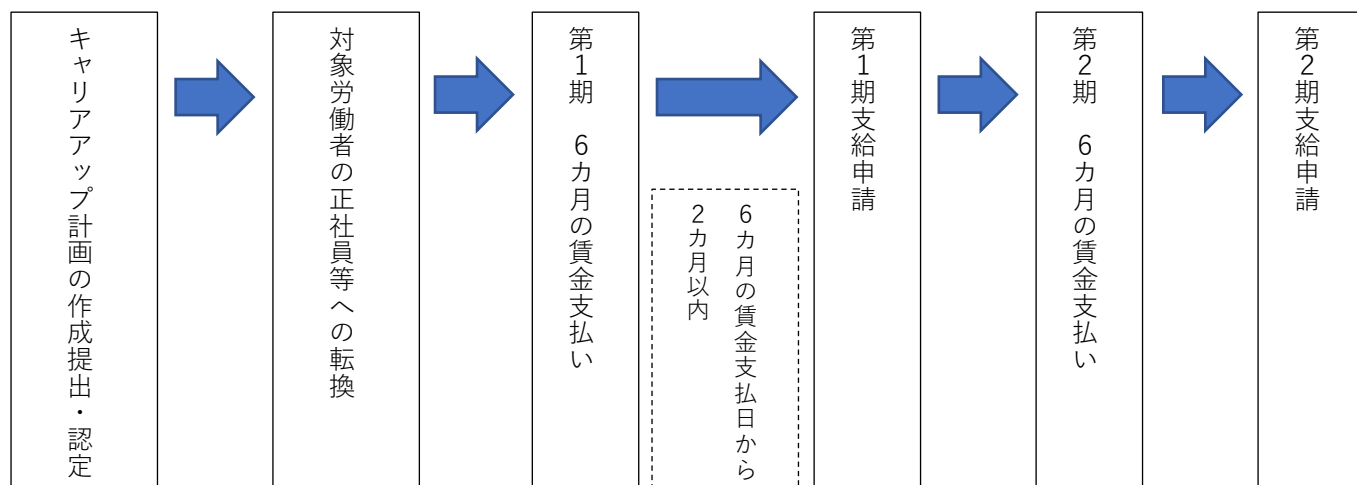 キャリアアップ計画の作成提出・認定
対象労働者の正社員等への転換
第1期　6カ月の賃金支払い
6カ月の賃金支払日から
2カ月以内
第1期支給申請
第2期　6カ月の賃金支払い
第2期支給申請